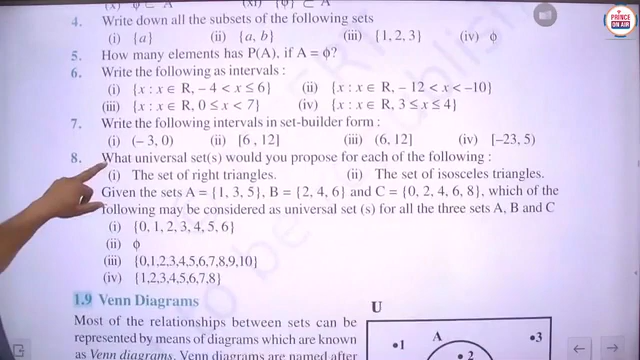 (x) φ ⊂ A (xi) {φ} ⊂ A
4. Write down all the subsets of the following sets
(i) {a} (ii) {a, b} (iii) {1, 2, 3} (iv) φ
5. How many elements has P(A), if A = φ?
6. Write the following as intervals :
(i) {x : x ∈ R, – 4 < x ≤ 6} (ii) {x : x ∈ R, – 12 < x < –10}
(iii) {x : x ∈ R, 0 ≤ x < 7} (iv) {x : x ∈ R, 3 ≤ x ≤ 4}
7. Write the following intervals in set-builder form :
(i) (– 3, 0) (ii) [6 , 12] (iii) (6, 12] (iv) [–23, 5)
8. What universal set(s) would you propose for each of the following :
(i) The set of right triangles. (ii) The set of isosceles triangles.
Given the sets A = {1, 3, 5}, B = {2, 4, 6} and C = {0, 2, 4, 6, 8}, which of the
following may be considered as universal set (s) for all the three sets A, B and C
(i) {0, 1, 2, 3, 4, 5, 6}
(ii) φ
(iii) {0,1,2,3,4,5,6,7,8,9,10}
(iv) {1,2,3,4,5,6,7,8}
1.9 Venn Diagrams
Most of the relationships between sets can be
represented by means of diagrams which are known
as Venn diagrams. Venn diagrams are named after
U
A
1
2
3
PRINCE
ON AIR